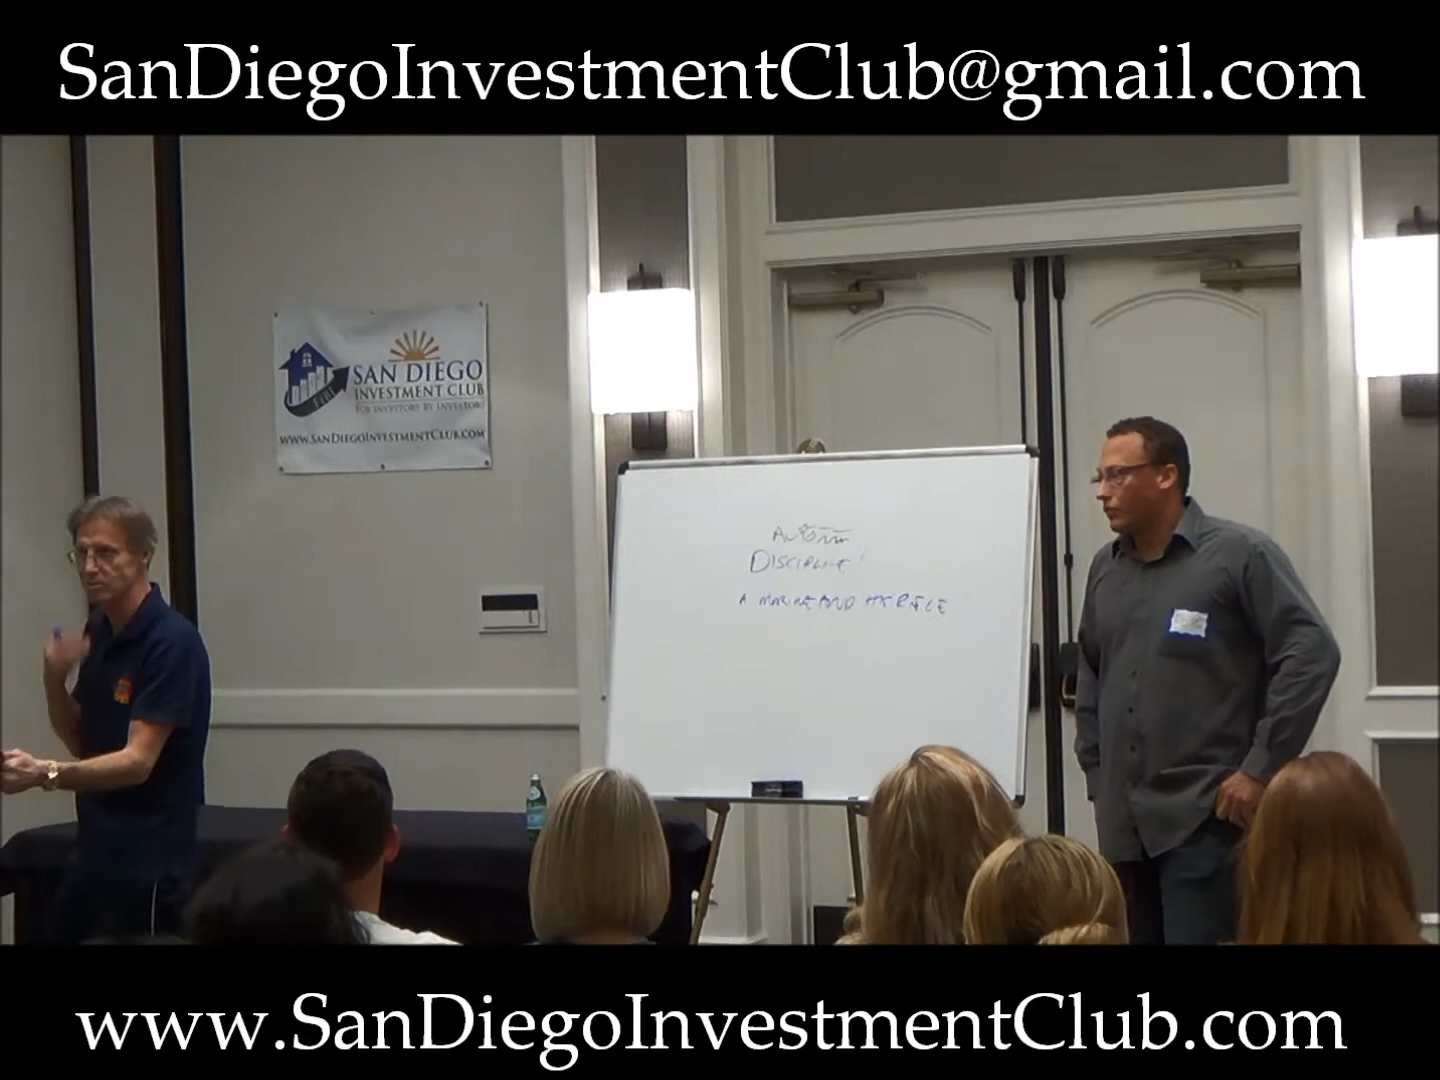 SanDiegoInvestmentClub@gmail.com
SAN DIEGO
INVESTMENT CLUB
FOR INVESTORS BY INVESTORS
www.SanDiegoInvestmentClub.com
DISCIPLINE!
A
www.SanDiegoInvestmentClub.com